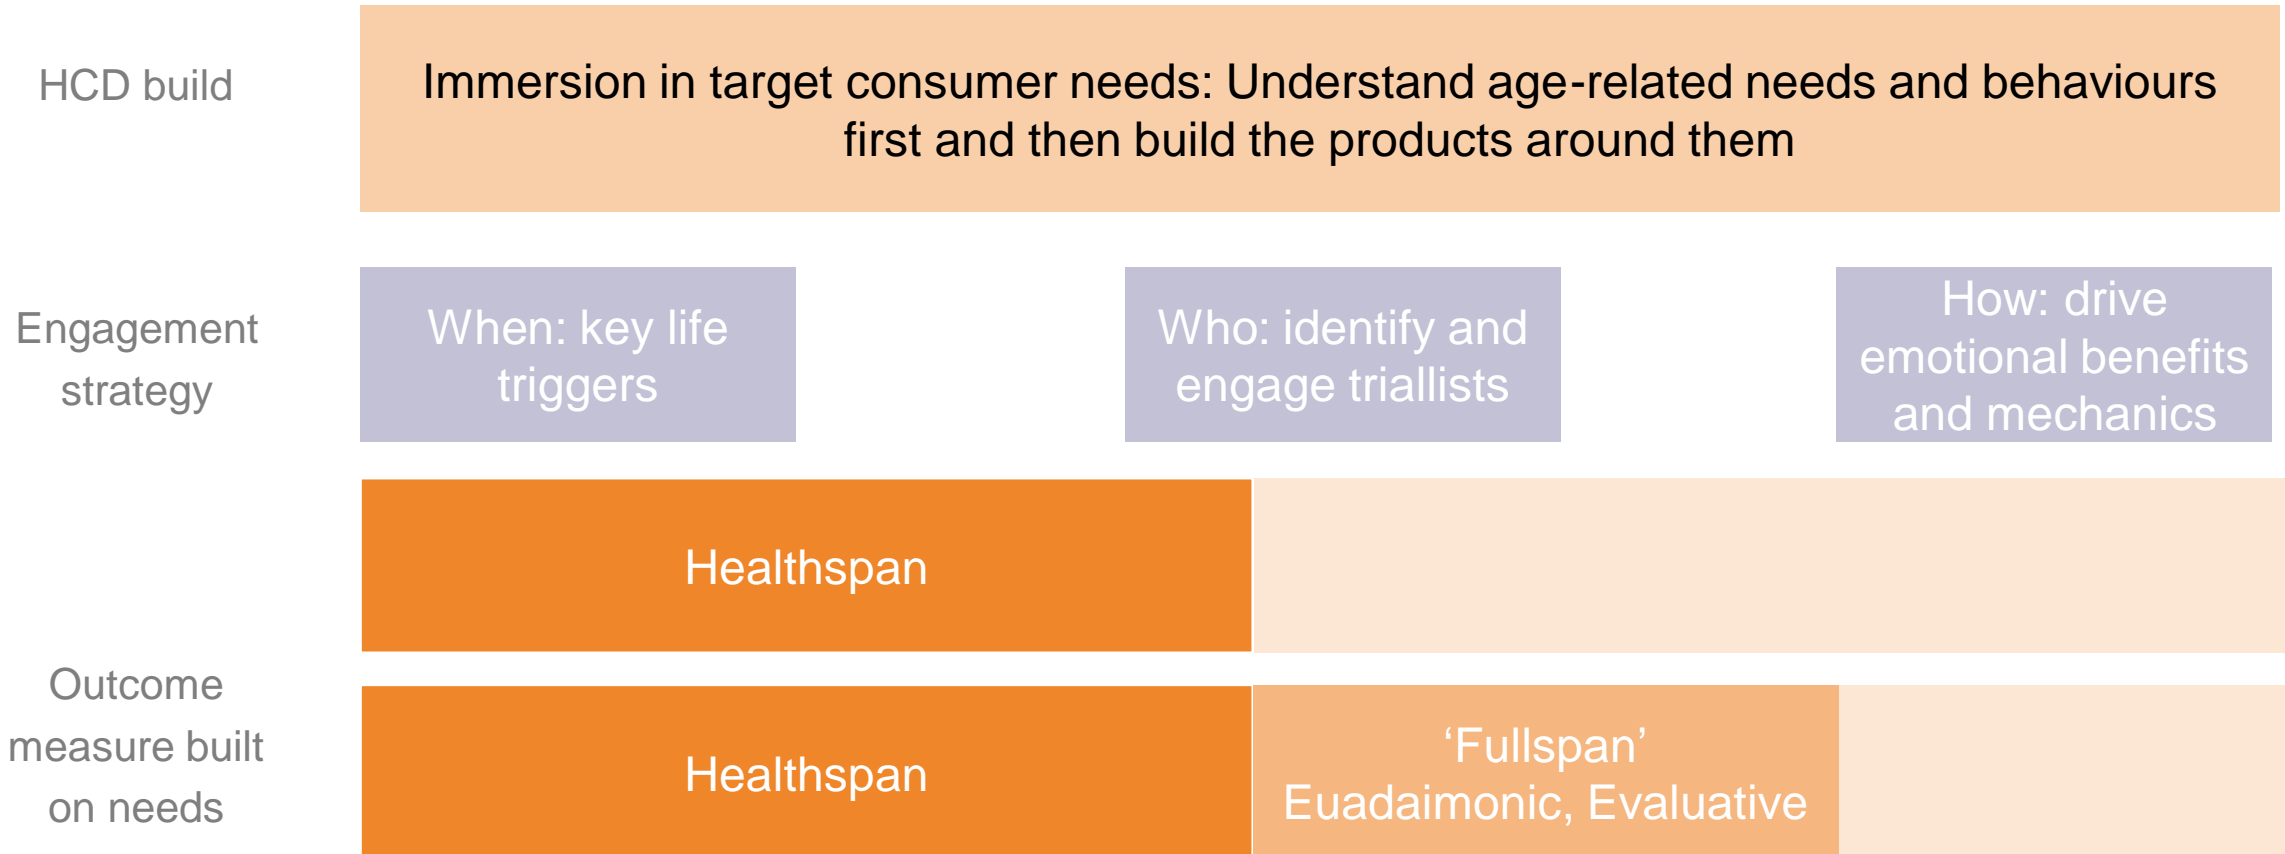 HCD build
Immersion in target consumer needs: Understand age-related needs and behaviours
first and then build the products around them
Engagement
strategy
When: key life
triggers
Who: identify and
engage triallists
How: drive
emotional benefits
and mechanics
Healthspan
Outcome
measure built
on needs
Healthspan
‘Fullspan’
Euadaimonic, Evaluative